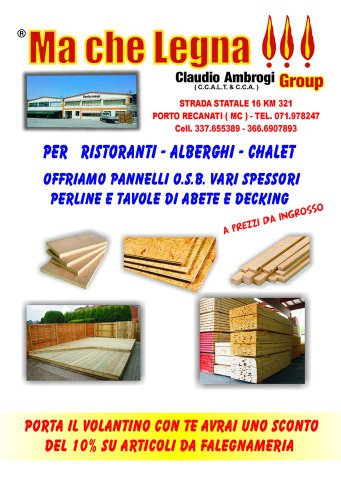 ® Ma che Legna !!!
Claudio Ambrogi Group
( C.C.A.L.T. & C.C.A. )
STRADA STATALE 16 KM 321
PORTO RECANATI ( MC ) - TEL. 071.978247
Cell. 337.655389 - 366.6907893
PER RISTORANTI - ALBERGHI - CHALET
OFFRIAMO PANNELLI O.S.B. VARI SPESSORI
PERLINE E TAVOLE DI ABETE E DECKING
A PREZZI DA INGROSSO
PORTA IL VOLANTINO CON TE AVRAI UNO SCONTO
DEL 10% SU ARTICOLI DA FALEGNAMERIA